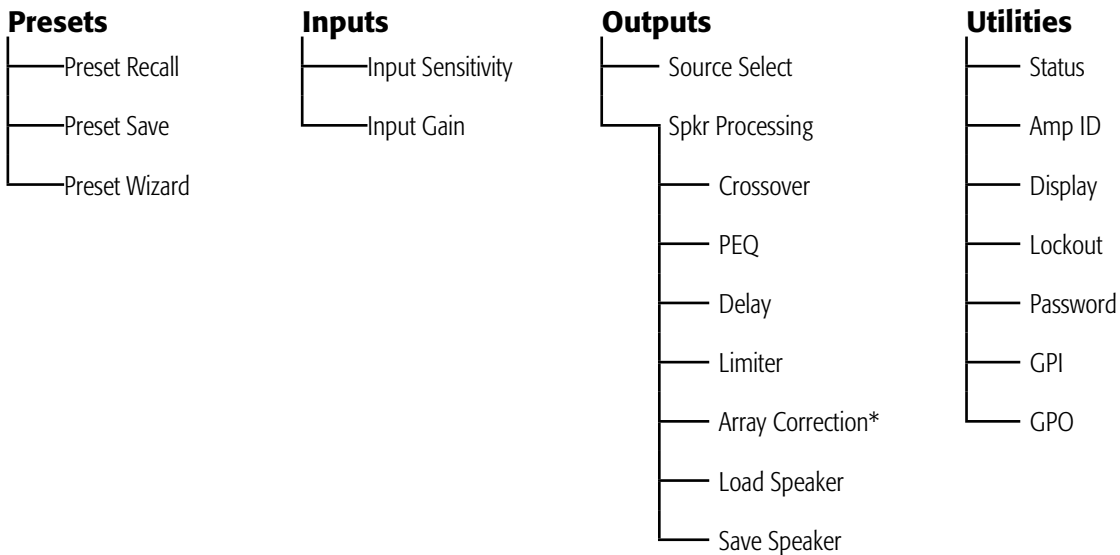 Presets
Preset Recall
Preset Save
Preset Wizard
Inputs
Input Sensitivity
Input Gain
Outputs
Source Select
Spkr Processing
Crossover
PEQ
Delay
Limiter
Array Correction*
Load Speaker
Save Speaker
Utilities
Status
Amp ID
Display
Lockout
Password
GPI
GPO